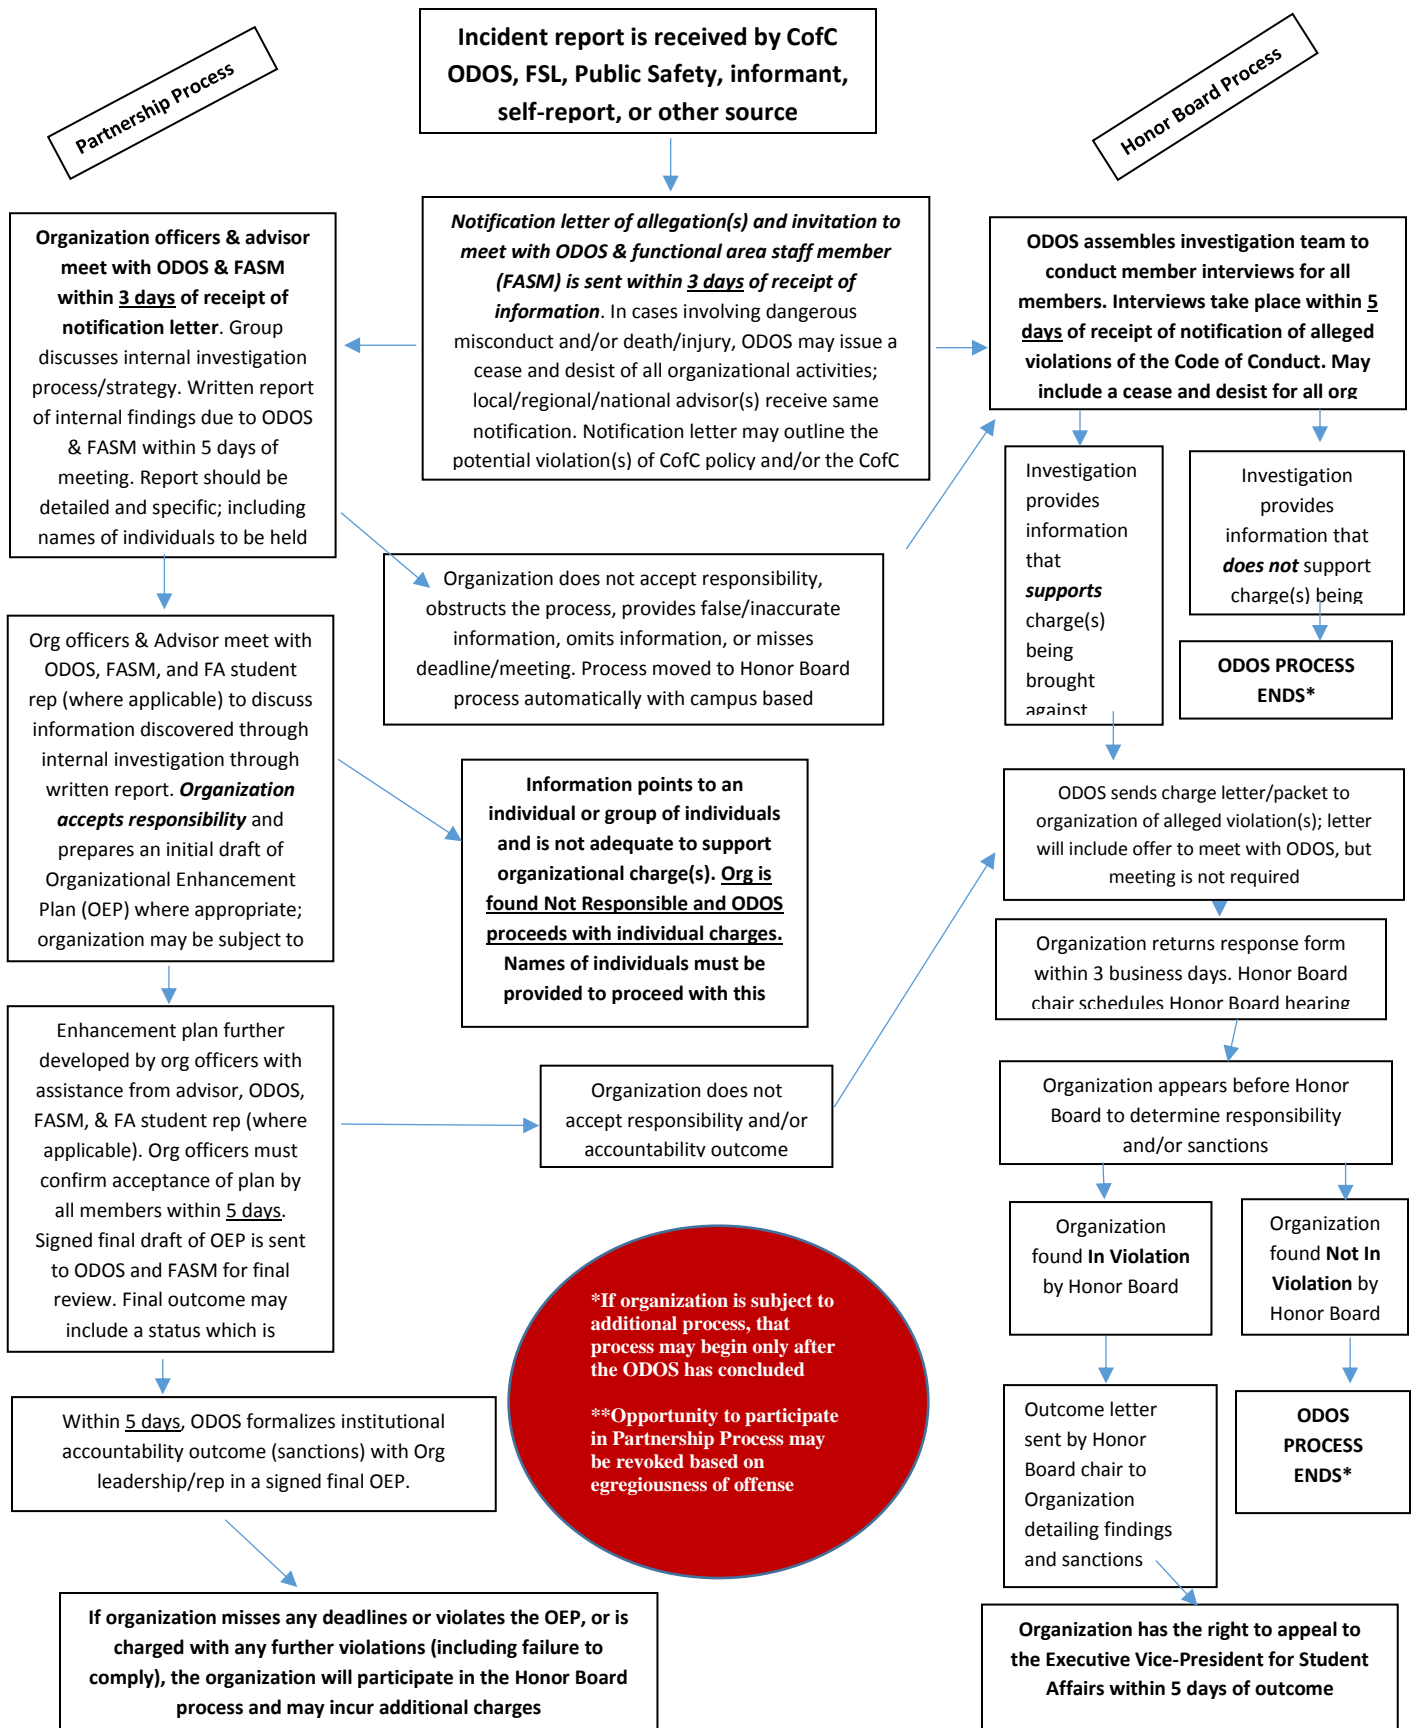 Partnership Process
Incident report is received by CofC
ODOS, FSL, Public Safety, informant,
self-report, or other source
Honor Board Process
Notification letter of allegation(s) and invitation to
meet with ODOS & functional area staff member
(FASM) is sent within 3 days of receipt of
information. In cases involving dangerous
misconduct and/or death/injury, ODOS may issue a
cease and desist of all organizational activities;
local/regional/national advisor(s) receive same
notification. Notification letter may outline the
potential violation(s) of CofC policy and/or the CofC
Organization officers & advisor
meet with ODOS & FASM
within 3 days of receipt of
notification letter. Group
discusses internal investigation
process/strategy. Written report
of internal findings due to ODOS
& FASM within 5 days of
meeting. Report should be
detailed and specific; including
names of individuals to be held
Organization does not accept responsibility,
obstructs the process, provides false/inaccurate
information, omits information, or misses
deadline/meeting. Process moved to Honor Board
process automatically with campus based
Org officers & Advisor meet with
ODOS, FASM, and FA student
rep (where applicable) to discuss
information discovered through
internal investigation through
written report. Organization
accepts responsibility and
prepares an initial draft of
Organizational Enhancement
Plan (OEP) where appropriate;
organization may be subject to
Information points to an
individual or group of individuals
and is not adequate to support
organizational charge(s). Org is
found Not Responsible and ODOS
proceeds with individual charges.
Names of individuals must be
provided to proceed with this
Enhancement plan further
developed by org officers with
assistance from advisor, ODOS,
FASM, & FA student rep (where
applicable). Org officers must
confirm acceptance of plan by
all members within 5 days.
Signed final draft of OEP is sent
to ODOS and FASM for final
review. Final outcome may
include a status which is
Organization does not
accept responsibility and/or
accountability outcome
Within 5 days, ODOS formalizes institutional
accountability outcome (sanctions) with Org
leadership/rep in a signed final OEP.
If organization misses any deadlines or violates the OEP, or is
charged with any further violations (including failure to
comply), the organization will participate in the Honor Board
process and may incur additional charges
*If organization is subject to
additional process, that
process may begin only after
the ODOS has concluded
**Opportunity to participate
in Partnership Process may
be revoked based on
egregiousness of offense
ODOS assembles investigation team to
conduct member interviews for all
members. Interviews take place within 5
days of receipt of notification of alleged
violations of the Code of Conduct. May
include a cease and desist for all org
Investigation
provides
information
that
supports
charge(s)
being
brought
against
Investigation
provides
information that
does not support
charge(s) being
ODOS PROCESS
ENDS*
ODOS sends charge letter/packet to
organization of alleged violation(s); letter
will include offer to meet with ODOS, but
meeting is not required
Organization returns response form
within 3 business days. Honor Board
chair schedules Honor Board hearing
Organization appears before Honor
Board to determine responsibility
and/or sanctions
Organization
found In Violation
by Honor Board
Organization
found Not In
Violation by
Honor Board
Outcome letter
sent by Honor
Board chair to
Organization
detailing findings
and sanctions
ODOS
PROCESS
ENDS*
Organization has the right to appeal to
the Executive Vice-President for Student
Affairs within 5 days of outcome